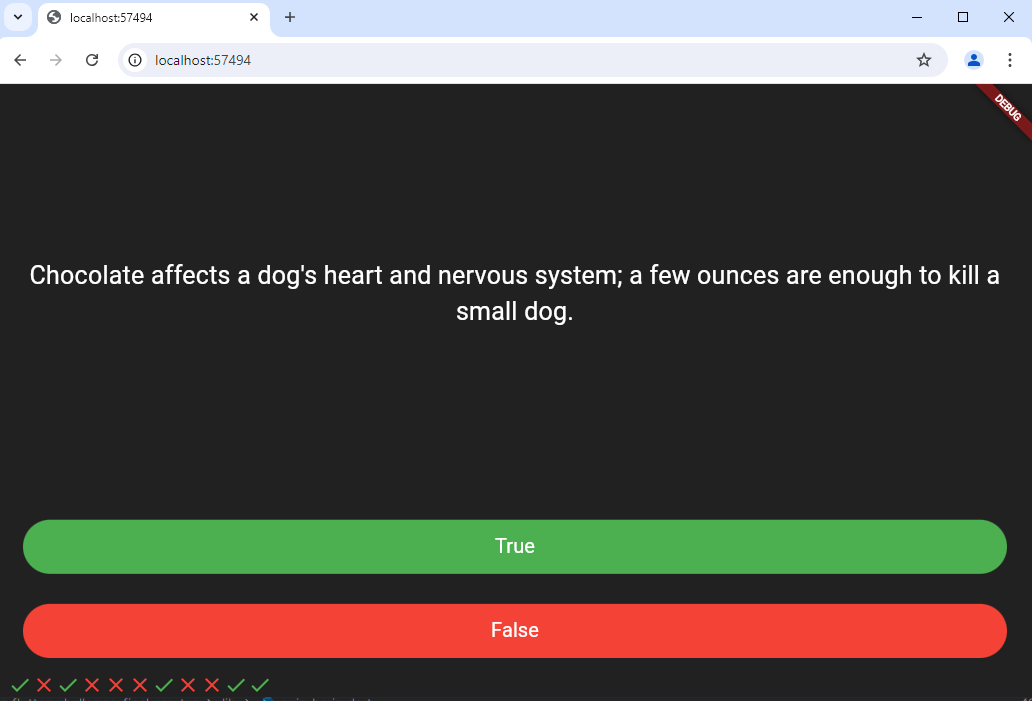 localhost:57494
localhost:57494
DEBUG
Chocolate affects a dog's heart and nervous system; a few ounces are enough to kill a
small dog.
True
False